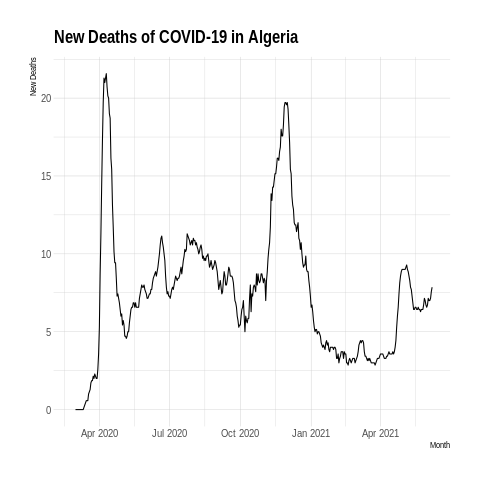 New Deaths of COVID-19 in Algeria
New Deaths
20
15
10
5
0
Apr 2020 Jul 2020 Oct 2020 Jan 2021 Apr 2021
Month